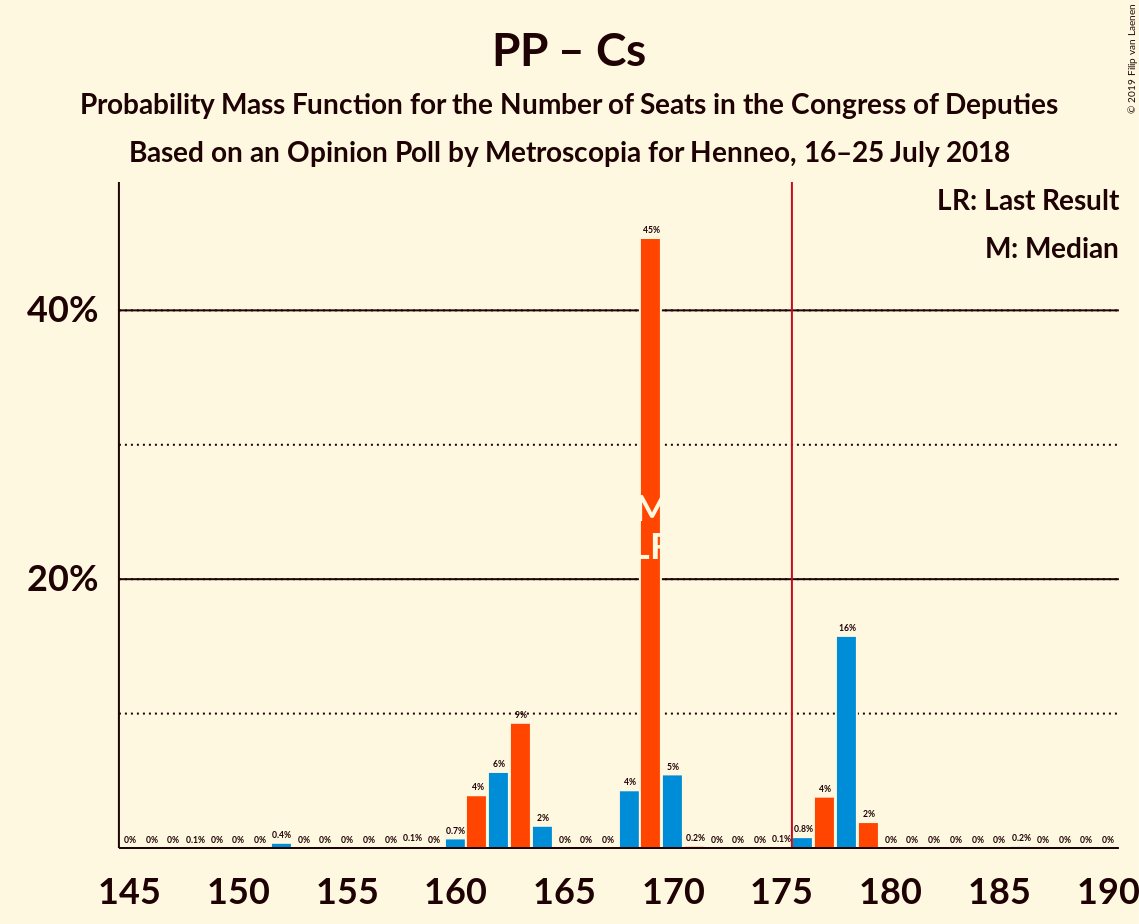 PP – Cs
Probability Mass Function for the Number of Seats in the Congress of Deputies
Based on an Opinion Poll by Metroscopia for Henneo, 16–25 July 2018
© 2019 Filip van Laenen
LR: Last Result
M: Median
40%
20%
0% 0% 0% 0.1% 0% 0% 0% 0.4% 0% 0% 0% 0% 0% 0.1% 0% 0.7% 4% 6% 9% 2% 0% 0% 0% 4% 45% 5% 0.2% 0% 0% 0% 0.1% 0.8% 4% 16% 2% 0% 0% 0% 0% 0% 0% 0.2% 0% 0% 0% 0%
M
LR
145 150 155 160 165 170 175 180 185 190